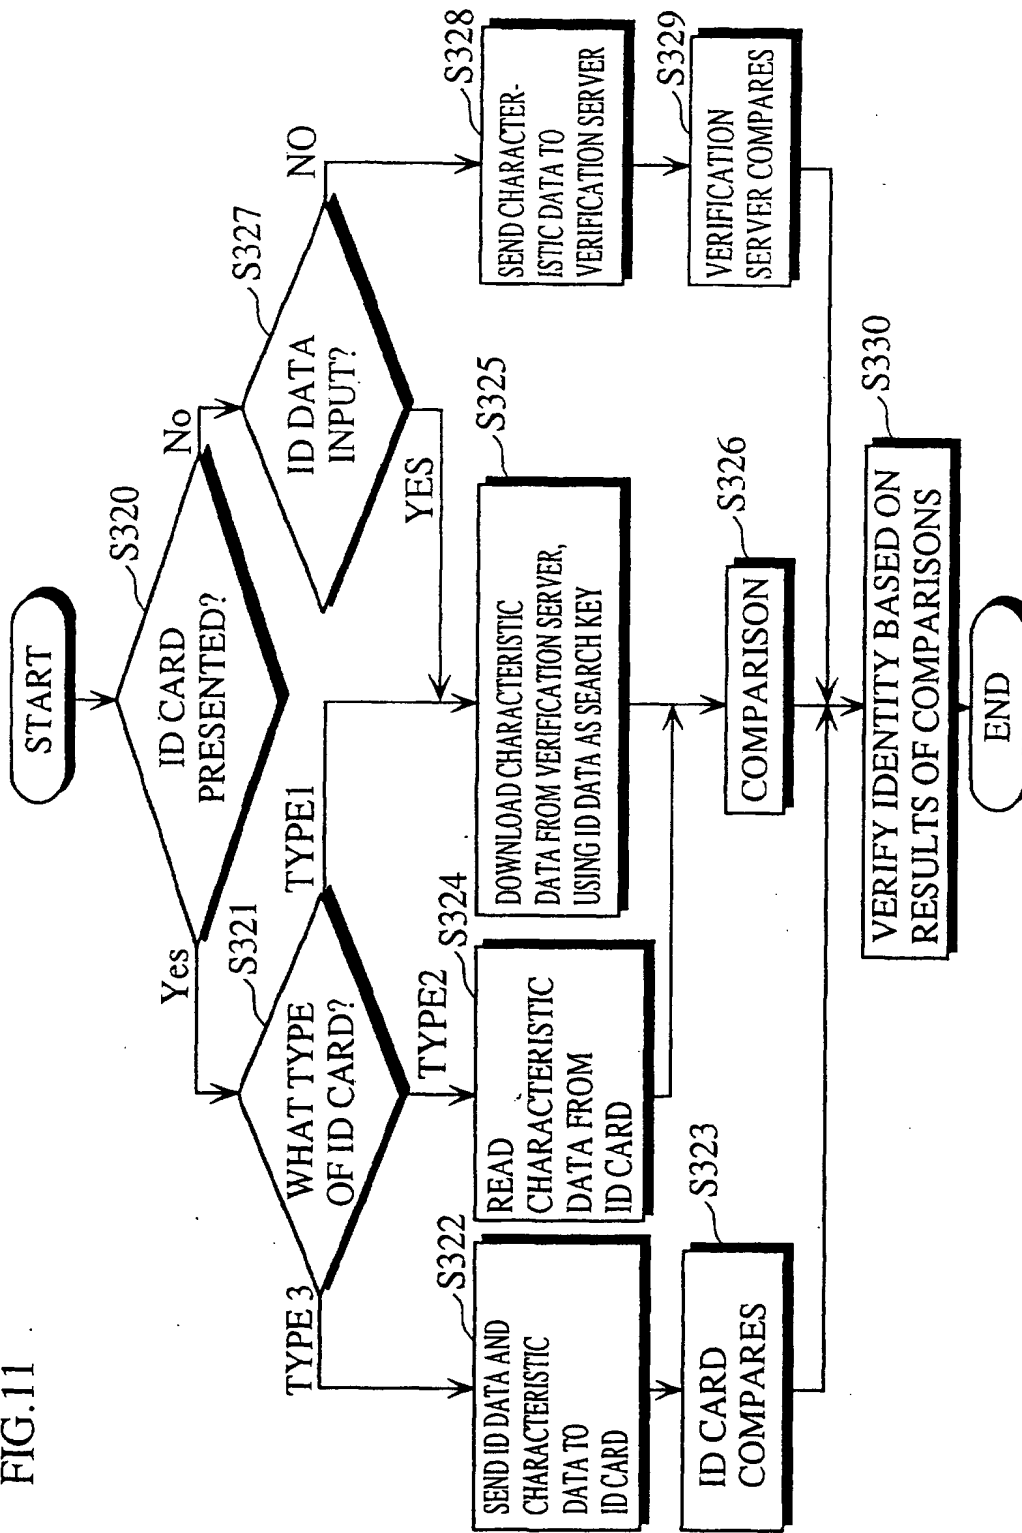 FIG.11
START
S320
ID CARD
PRESENTED?
Yes
No
S321
WHAT TYPE
OF ID CARD?
S327
ID DATA
INPUT?
TYPE 3
TYPE2
TYPE1
YES
NO
S322
SEND ID DATA AND
CHARACTERISTIC
DATA TO
ID CARD
S324
READ
CHARACTERISTIC
DATA FROM
ID CARD
S325
DOWNLOAD CHARACTERISTIC
DATA FROM VERIFICATION SERVER,
USING ID DATA AS SEARCH KEY
S328
SEND CHARACTER-
ISTIC DATA TO
VERIFICATION SERVER
S323
ID CARD
COMPARES
S326
COMPARISON
S329
VERIFICATION
SERVER COMPARES
S330
VERIFY IDENTITY BASED ON
RESULTS OF COMPARISONS
END